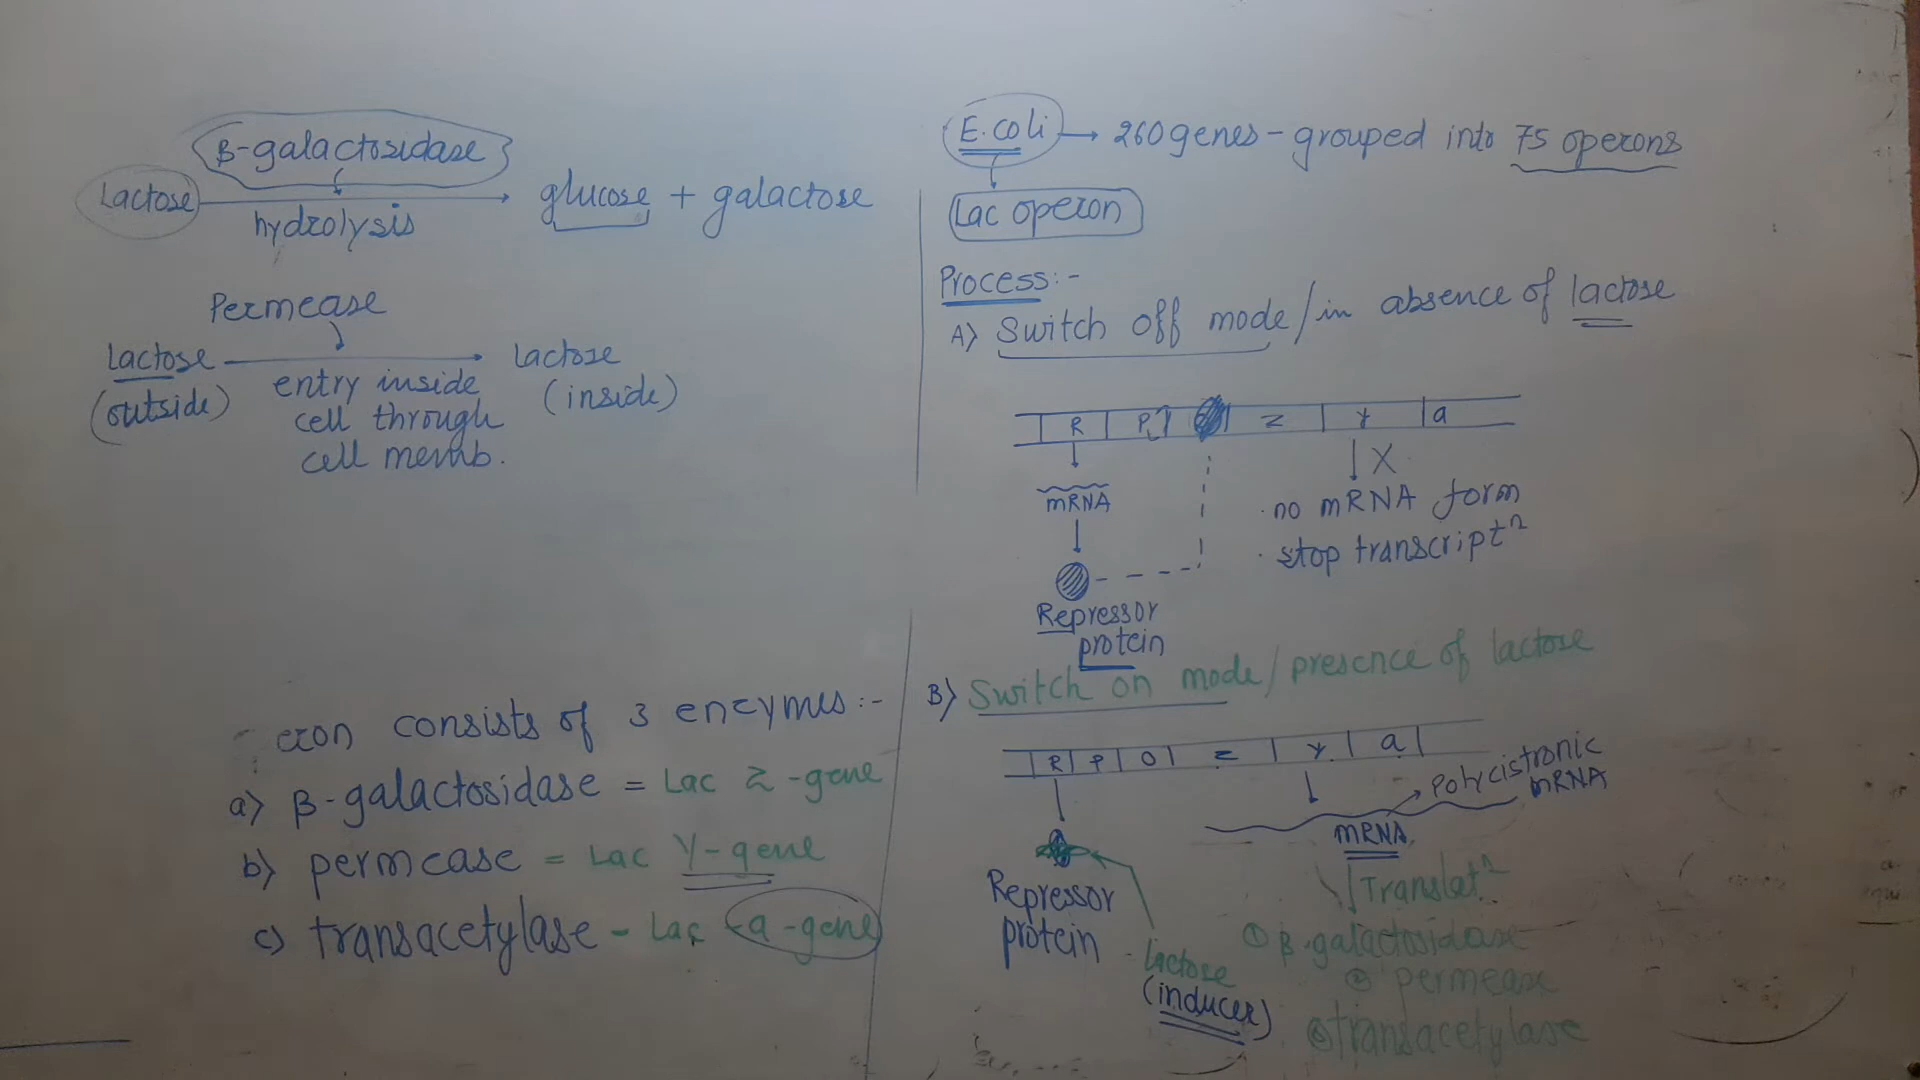 β-galactosidase
Lactose
hydrolysis
glucose + galactose
Permease
Lactose
(outside)
entry inside
cell through
cell memb.
Lactose
(inside)
eron consists of 3 enzymes:-
a) β-galactosidase = Lac z-gene
b) permease = Lac Y-gene
c) transacetylase - Lac -a-gene
E.coli → 260 genes - grouped into 75 operons
Lac operon
Process:-
A) Switch off mode/in absence of lactose
R P z y a
mRNA
Repressor
protein
X
· no mRNA form
· stop transcriptⁿ
B) Switch on mode/presence of lactose
R P O z y a
Polycistronic
mRNA
mRNA
Translatⁿ
Repressor
protein
- lactose
(inducer)
① β-galactosidase
② permease
③ transacetylase